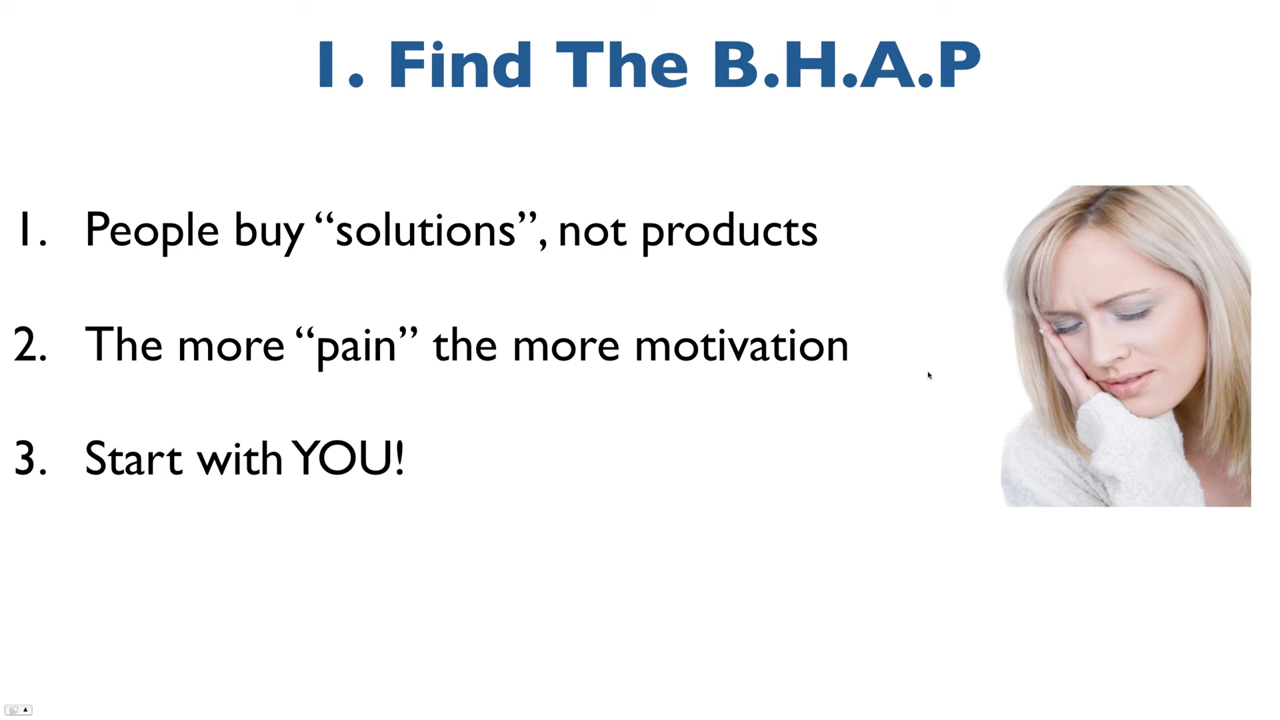 1. Find The B.H.A.P
1. People buy “solutions”, not products
2. The more “pain” the more motivation
3. Start with YOU!